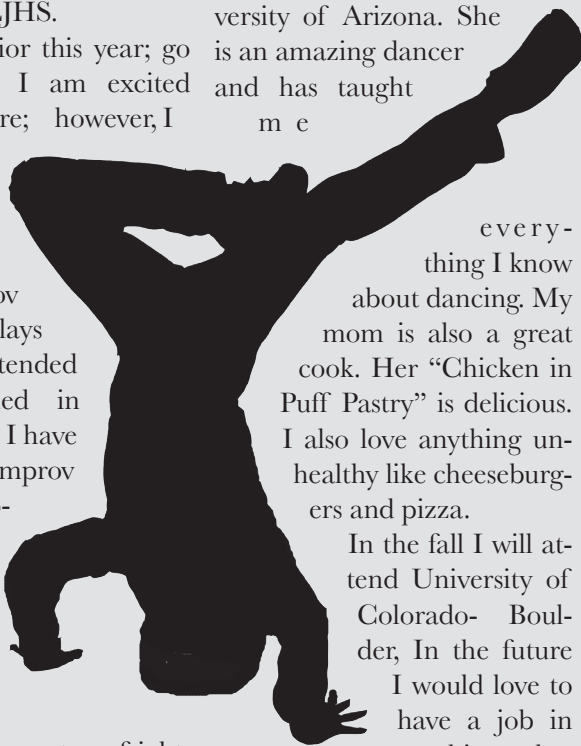 JHS.
ior this year; go
I am excited
re; however, I
ov
lays
tended
ed in
I have
mprov
versity of Arizona. She
is an amazing dancer
and has taught
m e
every-
thing I know
about dancing. My
mom is also a great
cook. Her “Chicken in
Puff Pastry” is delicious.
I also love anything un-
healthy like cheeseburg-
ers and pizza.
In the fall I will at-
tend University of
Colorado- Boul-
der, In the future
I would love to
have a job in